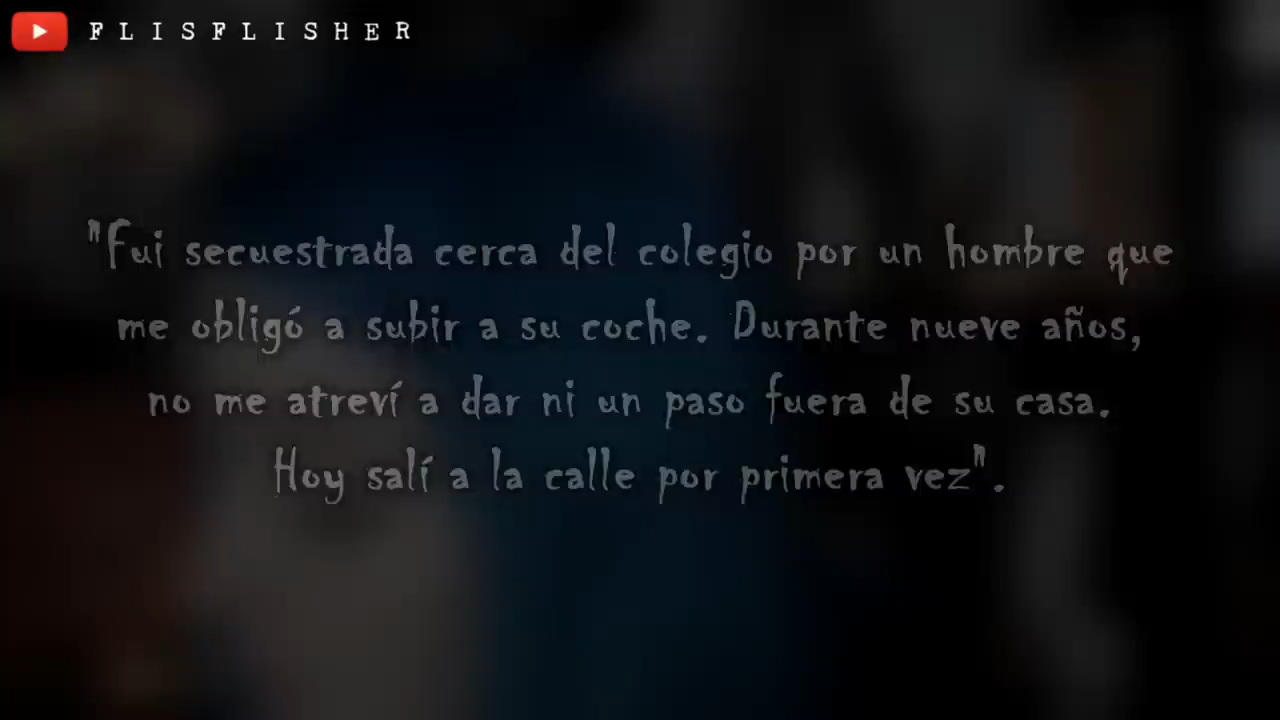 FLISFLISHER
"Fui secuestrada cerca del colegio por un hombre que
me obligó a subir a su coche. Durante nueve años,
no me atreví a dar ni un paso fuera de su casa.
Hoy salí a la calle por primera vez".